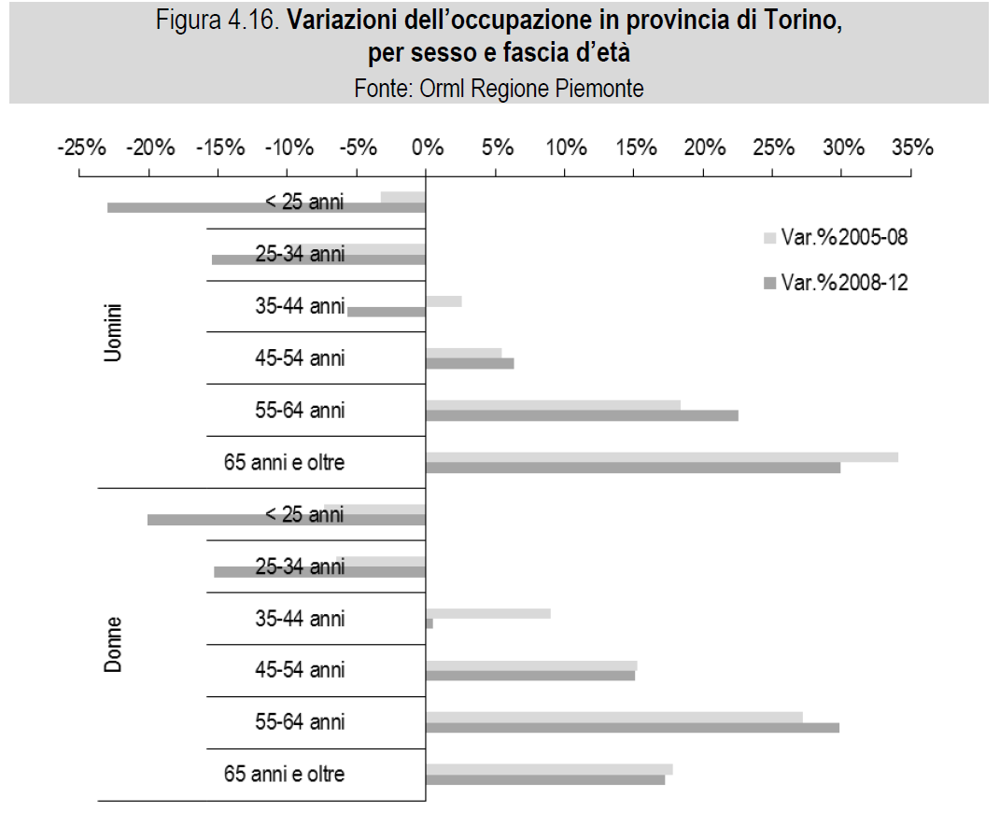 Figura 4.16. Variazioni dell’occupazione in provincia di Torino,
per sesso e fascia d’età
Fonte: Orml Regione Piemonte
-25% -20% -15% -10% -5% 0% 5% 10% 15% 20% 25% 30% 35%
Var.%2005-08
Var.%2008-12
Uomini
< 25 anni
25-34 anni
35-44 anni
45-54 anni
55-64 anni
65 anni e oltre
Donne
< 25 anni
25-34 anni
35-44 anni
45-54 anni
55-64 anni
65 anni e oltre